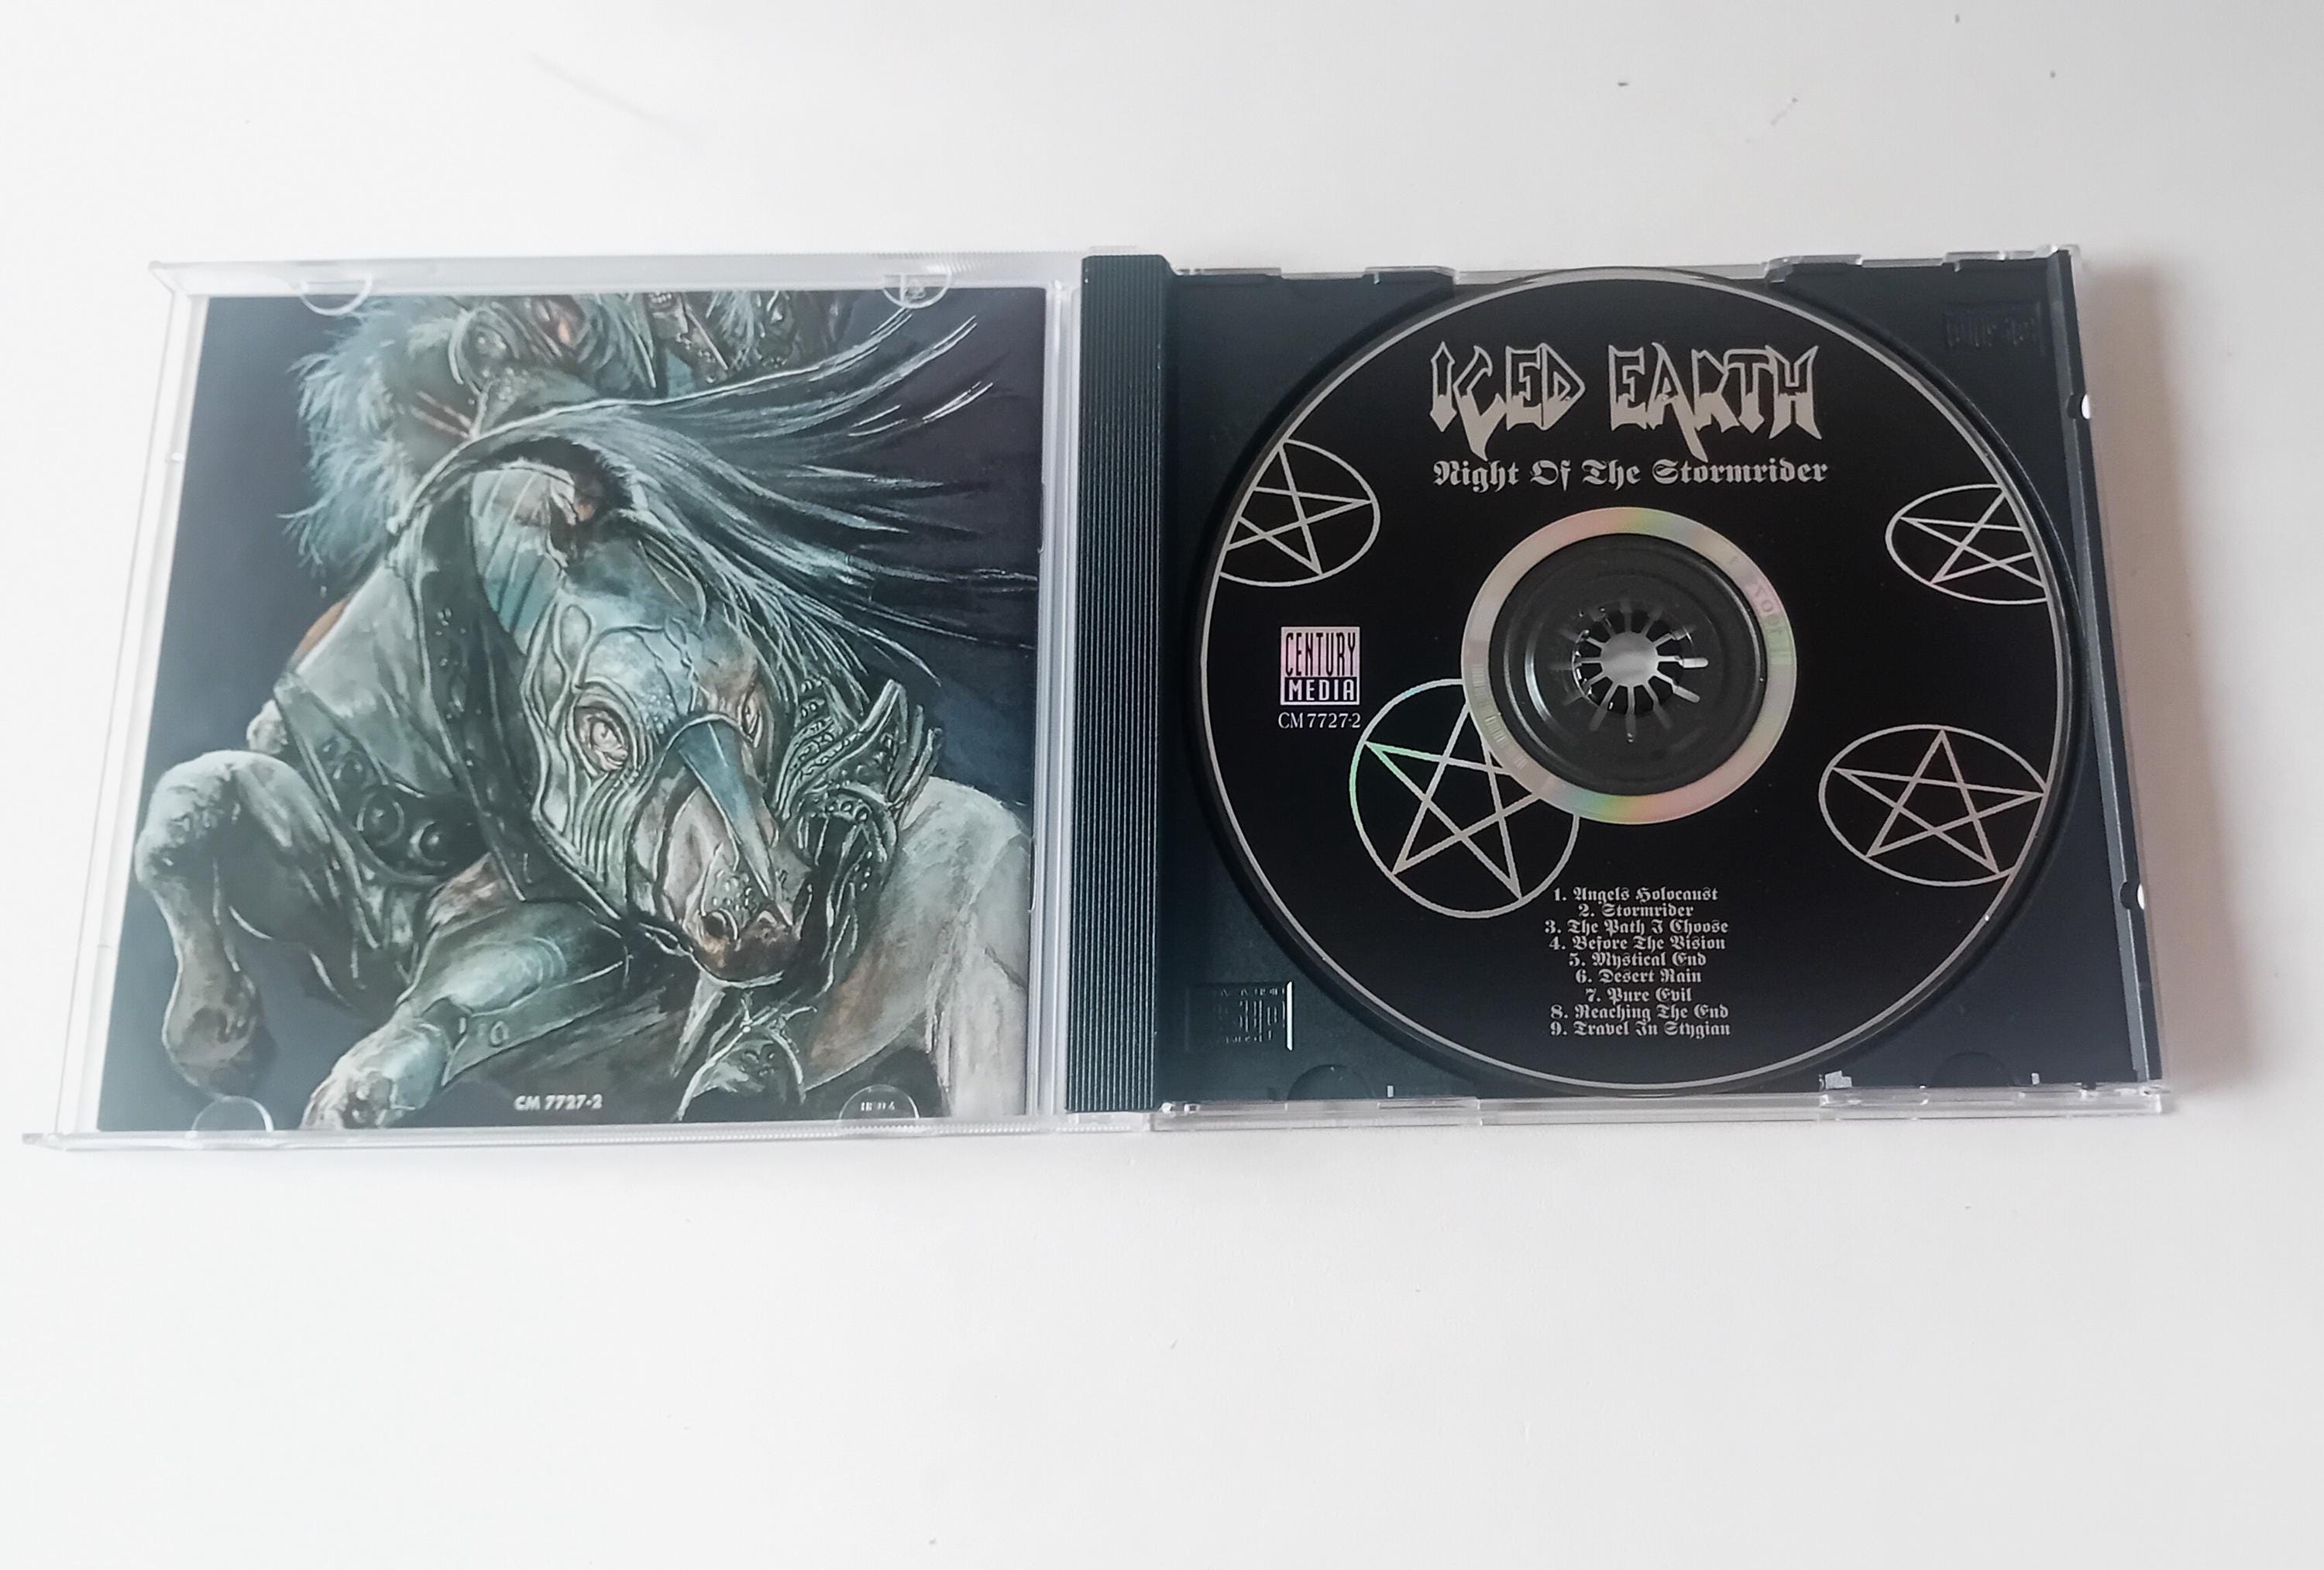 CM 7727-2
ICED EARTH
Night Of The Stormrider
CENTURY
MEDIA
CM 7727-2
1. Angels Holocaust
2. Stormrider
3. The Path I Choose
4. Before The Vision
5. Mystical End
6. Desert Rain
7. Pure Evil
8. Reaching The End
9. Travel In Stygian